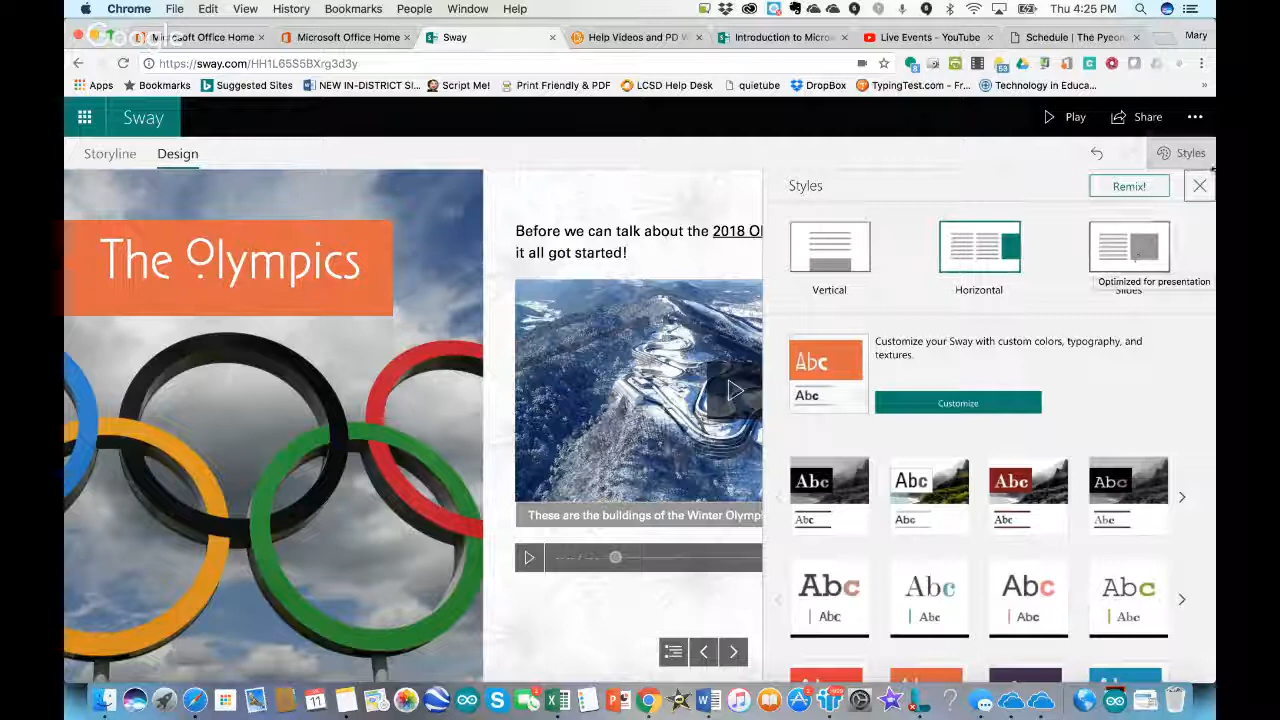 Chrome File Edit View History Bookmarks People Window Help
Thu 4:25 PM
Google
Microsoft Office Home
Microsoft Office Home
Sway
Help Videos and PD W
Introduction to Micro
Live Events - YouTube
Schedule | The Pyeon
Mary
https://sway.com/HH1L65S5BXrg3d3y
Apps Bookmarks Suggested Sites NEW IN-DISTRICT SI... Script Me! Print Friendly & PDF LCSD Help Desk quietube DropBox TypingTest.com - Fr... Technology in Educa...
Sway
Play Share
Storyline Design
Styles
Styles
Remix!
Vertical
Horizontal
Optimized for presentation
Slides
The Olympics
Before we can talk about the 2018 Ol
it all got started!
These are the buildings of the Winter Olymp
Abc
Abc
Customize your Sway with custom colors, typography, and
textures.
Customize
Abc Abc Abc Abc
Abc Abc Abc Abc
Abc Abc Abc Abc
Abc Abc Abc Abc
11